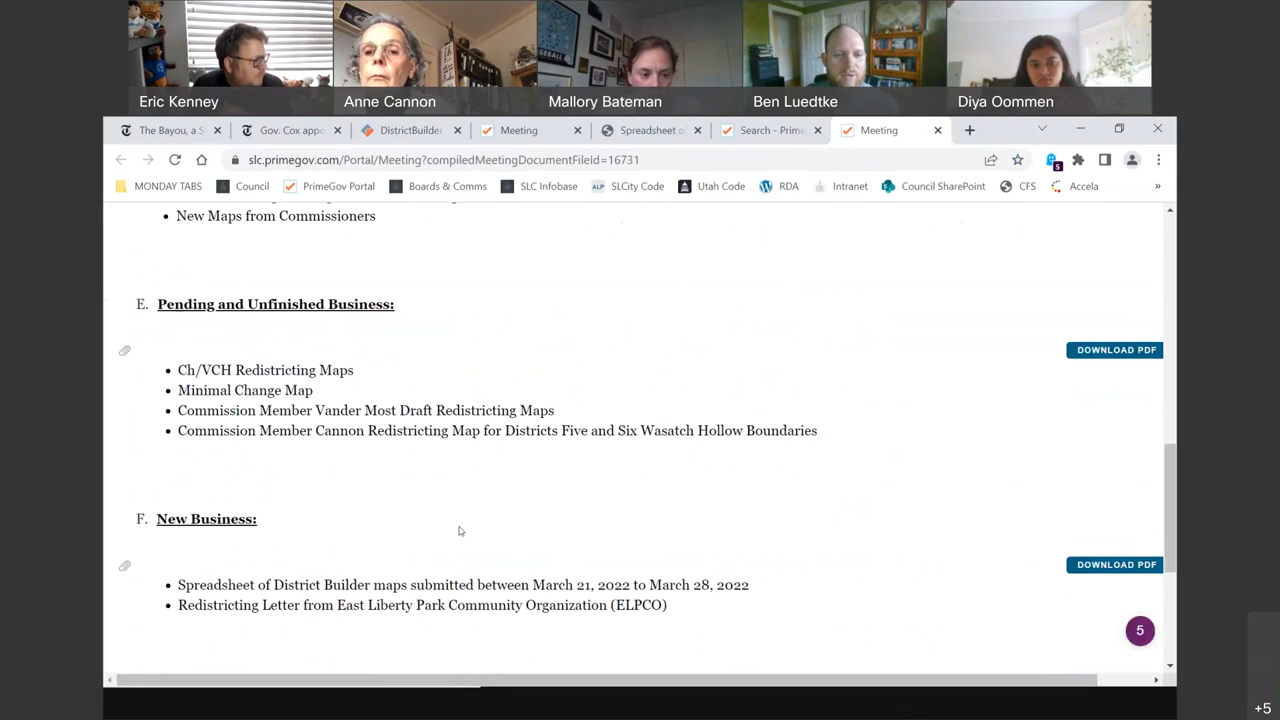 Eric Kenney
Anne Cannon
Mallory Bateman
Ben Luedtke
Diya Oommen
The Bayou, a S
Gov. Cox appo
DistrictBuilder
Meeting
Spreadsheet o
Search - Prime
Meeting
slc.primegov.com/Portal/Meeting?compiledMeetingDocumentFileId=16731
5
MONDAY TABS
Council
PrimeGov Portal
Boards & Comms
SLC Infobase
ALP
SLCity Code
Utah Code
RDA
Intranet
Council SharePoint
CFS
Accela
»
• New Maps from Commissioners
E. Pending and Unfinished Business:
DOWNLOAD PDF
• Ch/VCH Redistricting Maps
• Minimal Change Map
• Commission Member Vander Most Draft Redistricting Maps
• Commission Member Cannon Redistricting Map for Districts Five and Six Wasatch Hollow Boundaries
F. New Business:
DOWNLOAD PDF
• Spreadsheet of District Builder maps submitted between March 21, 2022 to March 28, 2022
• Redistricting Letter from East Liberty Park Community Organization (ELPCO)
5
+5